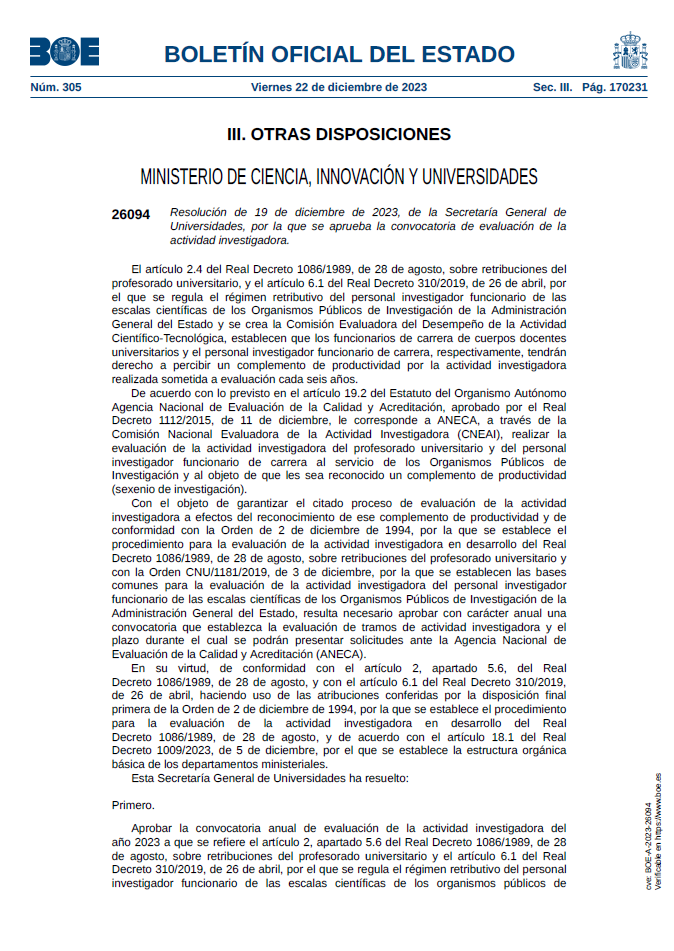 BOE
BOLETÍN OFICIAL DEL ESTADO
Núm. 305 Viernes 22 de diciembre de 2023 Sec. III. Pág. 170231
III. OTRAS DISPOSICIONES
MINISTERIO DE CIENCIA, INNOVACIÓN Y UNIVERSIDADES
26094 Resolución de 19 de diciembre de 2023, de la Secretaría General de
Universidades, por la que se aprueba la convocatoria de evaluación de la
actividad investigadora.
El artículo 2.4 del Real Decreto 1086/1989, de 28 de agosto, sobre retribuciones del
profesorado universitario, y el artículo 6.1 del Real Decreto 310/2019, de 26 de abril, por
el que se regula el régimen retributivo del personal investigador funcionario de las
escalas científicas de los Organismos Públicos de Investigación de la Administración
General del Estado y se crea la Comisión Evaluadora del Desempeño de la Actividad
Científico-Tecnológica, establecen que los funcionarios de carrera de cuerpos docentes
universitarios y el personal investigador funcionario de carrera, respectivamente, tendrán
derecho a percibir un complemento de productividad por la actividad investigadora
realizada sometida a evaluación cada seis años.
De acuerdo con lo previsto en el artículo 19.2 del Estatuto del Organismo Autónomo
Agencia Nacional de Evaluación de la Calidad y Acreditación, aprobado por el Real
Decreto 1112/2015, de 11 de diciembre, le corresponde a ANECA, a través de la
Comisión Nacional Evaluadora de la Actividad Investigadora (CNEAI), realizar la
evaluación de la actividad investigadora del profesorado universitario y del personal
investigador funcionario de carrera al servicio de los Organismos Públicos de
Investigación y al objeto de que les sea reconocido un complemento de productividad
(sexenio de investigación).
Con el objeto de garantizar el citado proceso de evaluación de la actividad
investigadora a efectos del reconocimiento de ese complemento de productividad y de
conformidad con la Orden de 2 de diciembre de 1994, por la que se establece el
procedimiento para la evaluación de la actividad investigadora en desarrollo del Real
Decreto 1086/1989, de 28 de agosto, sobre retribuciones del profesorado universitario y
con la Orden CNU/1181/2019, de 3 de diciembre, por la que se establecen las bases
comunes para la evaluación de la actividad investigadora del personal investigador
funcionario de las escalas científicas de los Organismos Públicos de Investigación de la
Administración General del Estado, resulta necesario aprobar con carácter anual una
convocatoria que establezca la evaluación de tramos de actividad investigadora y el
plazo durante el cual se podrán presentar solicitudes ante la Agencia Nacional de
Evaluación de la Calidad y Acreditación (ANECA).
En su virtud, de conformidad con el artículo 2, apartado 5.6, del Real
Decreto 1086/1989, de 28 de agosto, y con el artículo 6.1 del Real Decreto 310/2019,
de 26 de abril, haciendo uso de las atribuciones conferidas por la disposición final
primera de la Orden de 2 de diciembre de 1994, por la que se establece el procedimiento
para la evaluación de la actividad investigadora en desarrollo del Real
Decreto 1086/1989, de 28 de agosto, y de acuerdo con el artículo 18.1 del Real
Decreto 1009/2023, de 5 de diciembre, por el que se establece la estructura orgánica
básica de los departamentos ministeriales.
Esta Secretaría General de Universidades ha resuelto:
Primero.
Aprobar la convocatoria anual de evaluación de la actividad investigadora del
año 2023 a que se refiere el artículo 2, apartado 5.6 del Real Decreto 1086/1989, de 28
de agosto, sobre retribuciones del profesorado universitario y el artículo 6.1 del Real
Decreto 310/2019, de 26 de abril, por el que se regula el régimen retributivo del personal
investigador funcionario de las escalas científicas de los organismos públicos de
cve: BOE-A-2023-26094
Verificable en https://www.boe.es